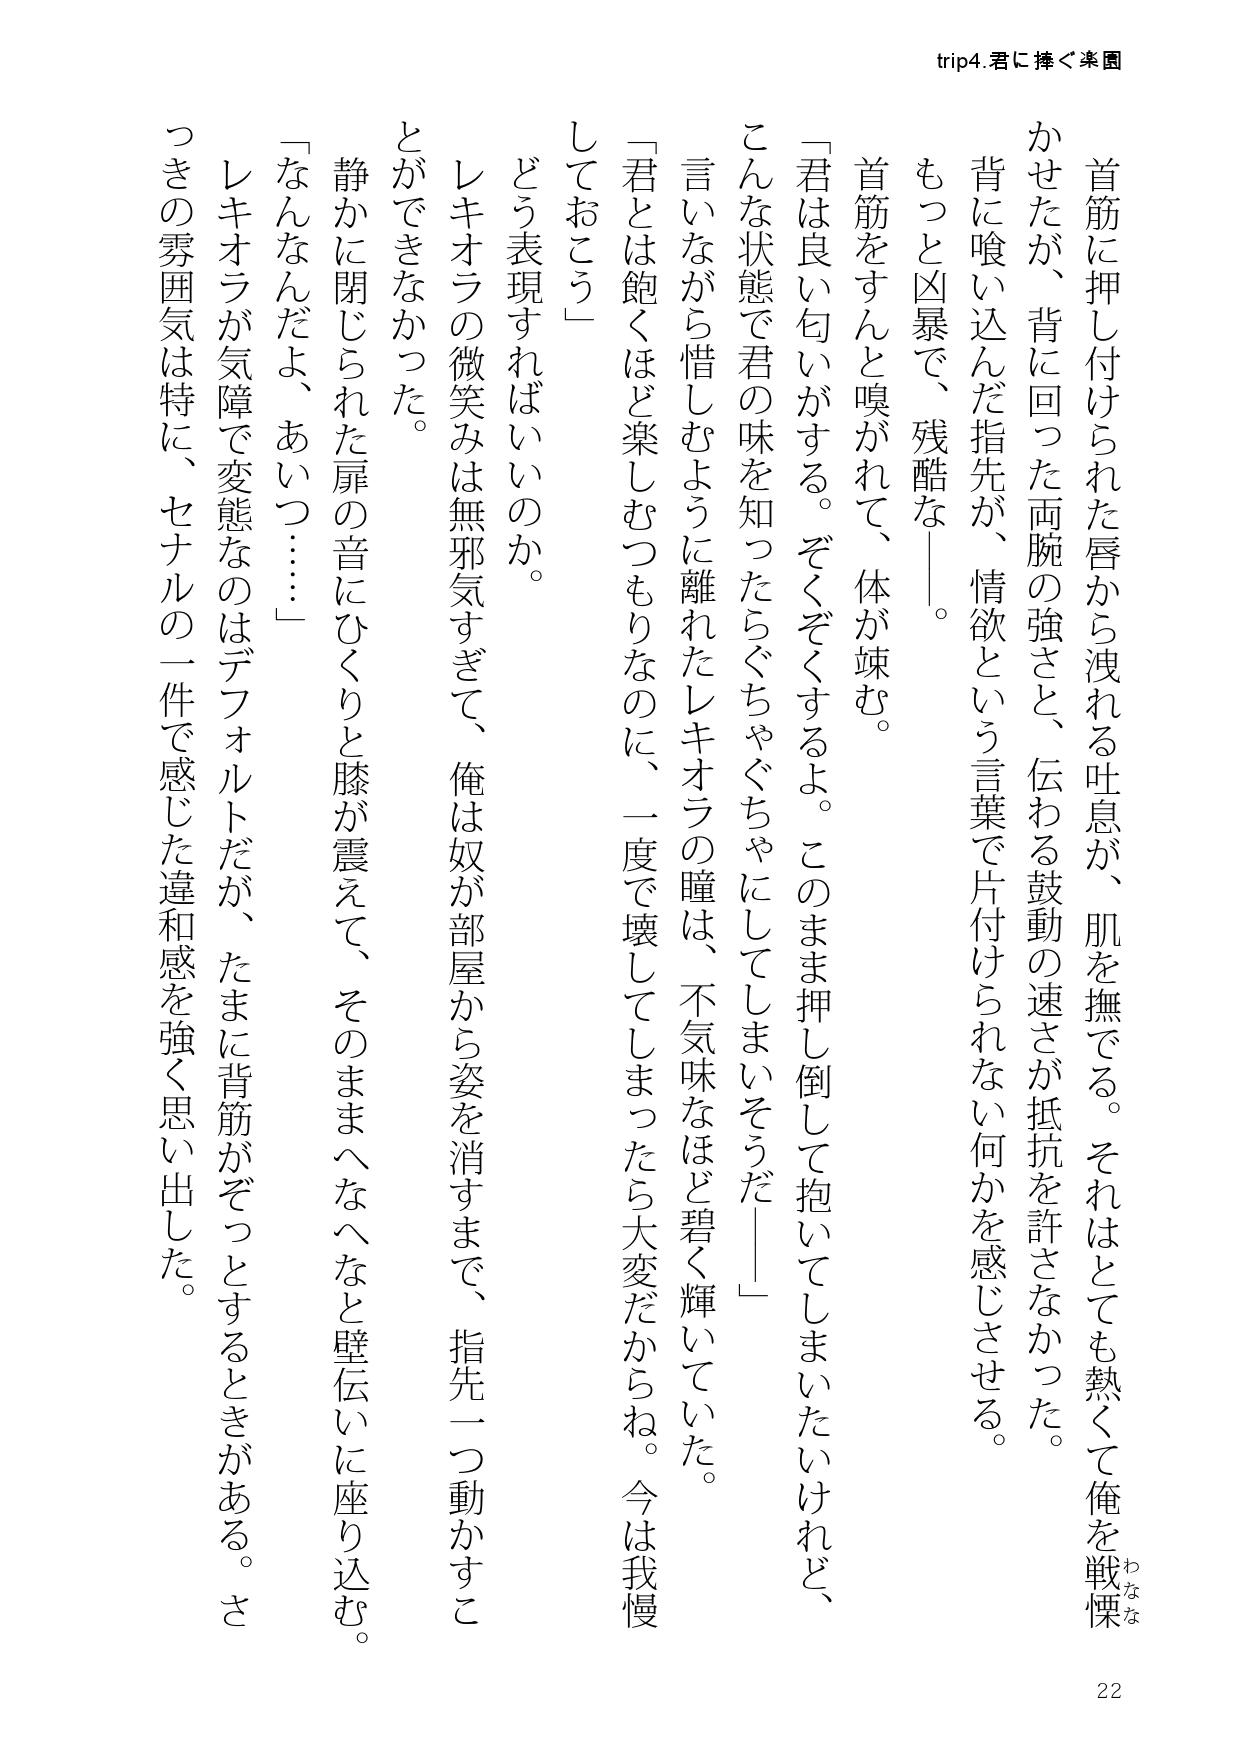 trip4.君に捧ぐ楽園
首筋に押し付けられた唇から洩れる吐息が、肌を撫でる。それはとても熱くて俺を戦慄
わなな
かせたが、背に回った両腕の強さと、伝わる鼓動の速さが抵抗を許さなかった。
背に喰い込んだ指先が、情欲という言葉で片付けられない何かを感じさせる。
もっと凶暴で、残酷な――。
首筋をすんと嗅がれて、体が竦む。
「君は良い匂いがする。ぞくぞくするよ。このまま押し倒して抱いてしまいたいけれど、
こんな状態で君の味を知ったらぐちゃぐちゃにしてしまいそうだ――」
言いながら惜しむように離れたレキオラの瞳は、不気味なほど碧く輝いていた。
「君とは飽くほど楽しむつもりなのに、一度で壊してしまったら大変だからね。今は我慢
しておこう」
どう表現すればいいのか。
レキオラの微笑みは無邪気すぎて、俺は奴が部屋から姿を消すまで、指先一つ動かすこ
とができなかった。
静かに閉じられた扉の音にひくりと膝が震えて、そのままへなへなと壁伝いに座り込む。
「なんなんだよ、あいつ……」
レキオラが気障で変態なのはデフォルトだが、たまに背筋がぞっとするときがある。さ
っきの雰囲気は特に、セナルの一件で感じた違和感を強く思い出した。
22